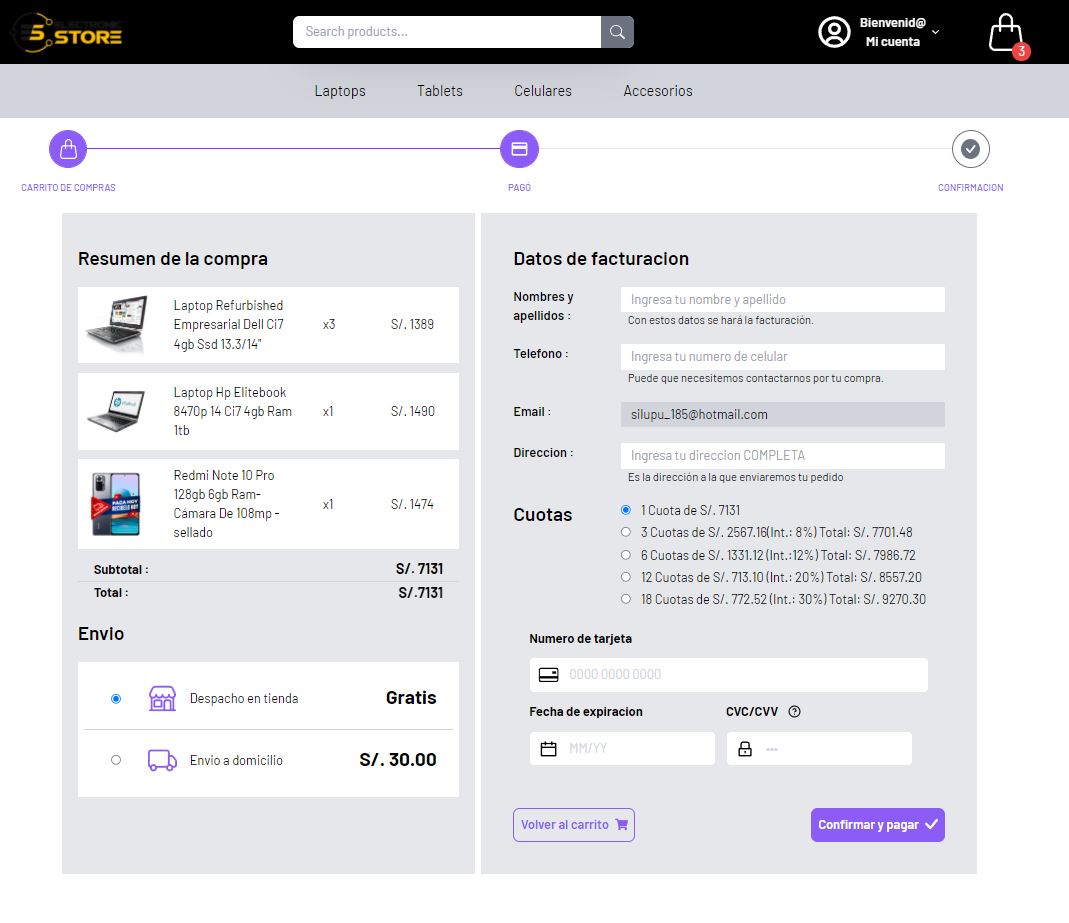 ELECTRONIC
5.STORE
Search products...
Bienvenid@
Mi cuenta
3
Laptops Tablets Celulares Accesorios
CARRITO DE COMPRAS PAGÓ CONFIRMACION
Resumen de la compra
Laptop Refurbished
Empresarial Dell Ci7
4gb Ssd 13.3/14"
x3 S/. 1389
Laptop Hp Elitebook
8470p 14 Ci7 4gb Ram
1tb
x1 S/. 1490
Redmi Note 10 Pro
128gb 6gb Ram-
Cámara De 108mp -
sellado
x1 S/. 1474
PAGA HOY
RECIBELO HOY
Subtotal : S/. 7131
Total : S/.7131
Envio
Despacho en tienda Gratis
Envio a domicilio S/. 30.00
Datos de facturacion
Nombres y
apellidos :
Ingresa tu nombre y apellido
Con estos datos se hará la facturación.
Telefono : Ingresa tu numero de celular
Puede que necesitemos contactarnos por tu compra.
Email : silupu_185@hotmail.com
Direccion : Ingresa tu direccion COMPLETA
Es la dirección a la que enviaremos tu pedido
Cuotas
1 Cuota de S/. 7131
3 Cuotas de S/. 2567.16(Int.: 8%) Total: S/. 7701.48
6 Cuotas de S/. 1331.12 (Int.:12%) Total: S/. 7986.72
12 Cuotas de S/. 713.10 (Int.: 20%) Total: S/. 8557.20
18 Cuotas de S/. 772.52 (Int.: 30%) Total: S/. 9270.30
Numero de tarjeta
0000 0000 0000
Fecha de expiracion CVC/CVV ?
MM/YY ---
Volver al carrito Confirmar y pagar